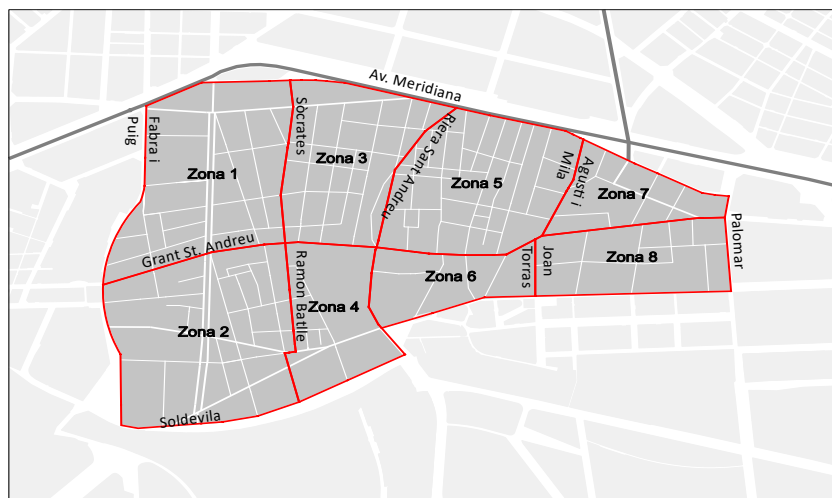 Av. Meridiana
Fabra i
Puig
Sòcrates
Riera Sant Andreu
Agustí i
Mila
Zona 1
Zona 3
Zona 5
Zona 7
Palomar
Grant St. Andreu
Ramon Batlle
Joan
Torras
Zona 8
Zona 6
Zona 4
Zona 2
Soldevila